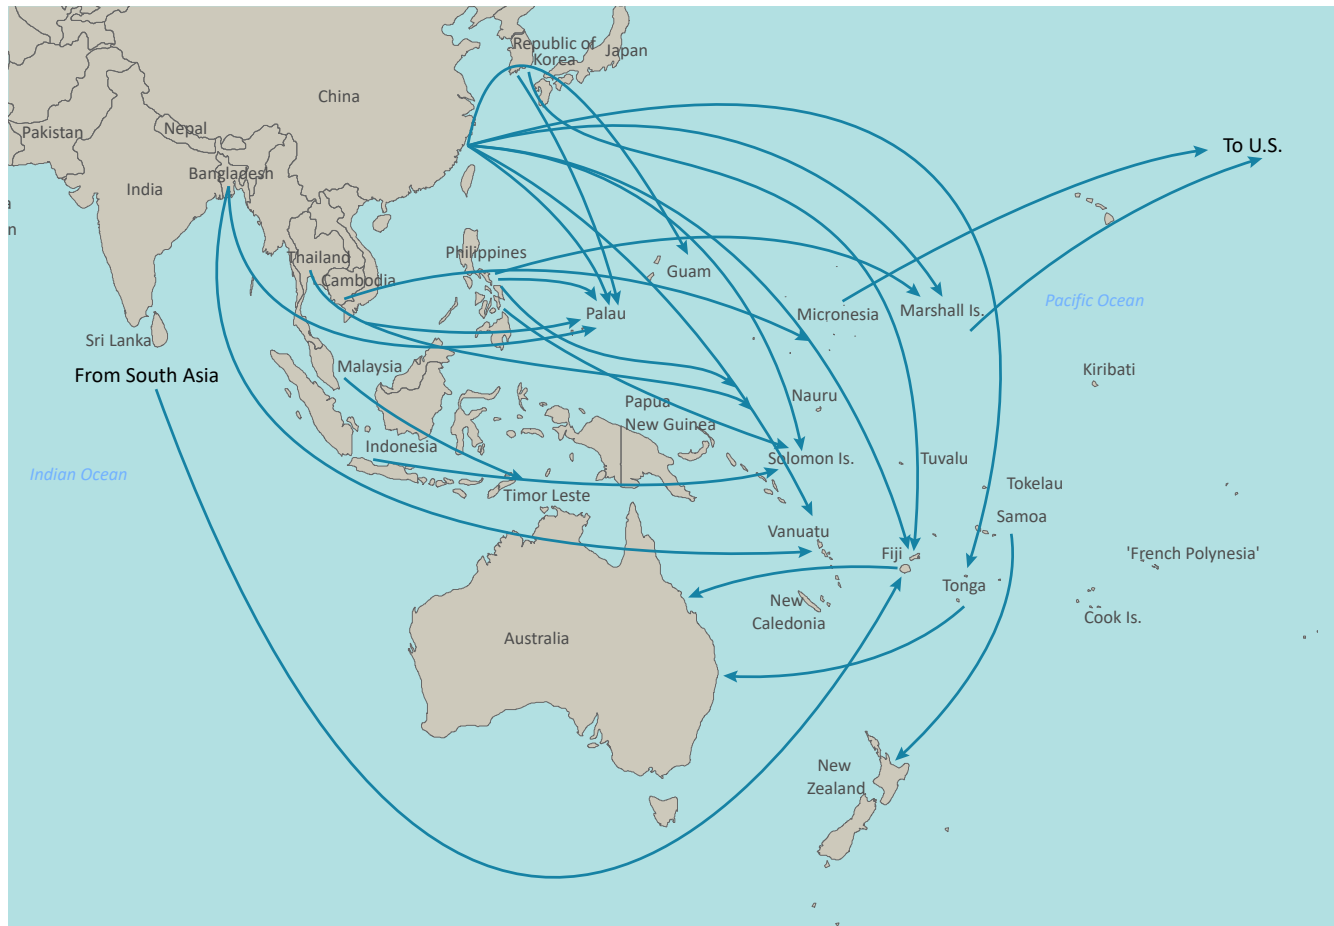 Republic of
Korea
Japan
China
Pakistan
Nepal
To U.S.
Bangladesh
India
a
n
Thailand
Philippines
Cambodia
Guam
Pacific Ocean
Palau
Micronesia
Marshall Is.
Sri Lanka
Malaysia
From South Asia
Kiribati
Nauru
Papua
New Guinea
Indonesia
Solomon Is.
Tuvalu
Indian Ocean
Tokelau
Timor Leste
Samoa
Vanuatu
Fiji
'French Polynesia'
Tonga
New
Caledonia
Cook Is.
Australia
New
Zealand